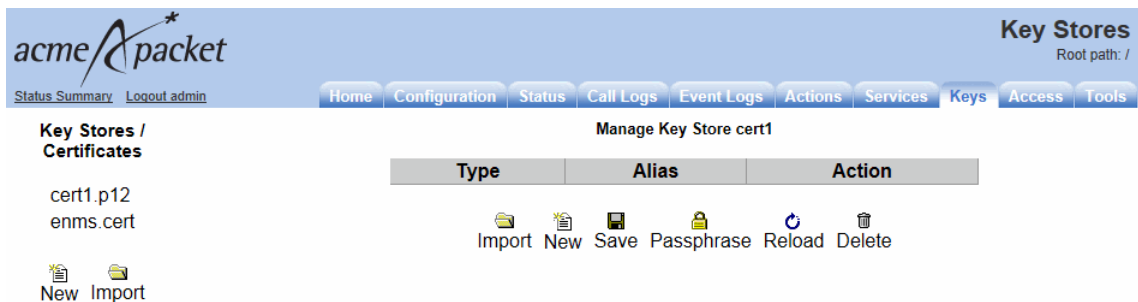 acme packet
Key Stores
Root path: /
Status Summary Logout admin
Home Configuration Status Call Logs Event Logs Actions Services Keys Access Tools
Key Stores /
Certificates
cert1.p12
enms.cert
New Import
Manage Key Store cert1
Type Alias Action
Import New Save Passphrase Reload Delete